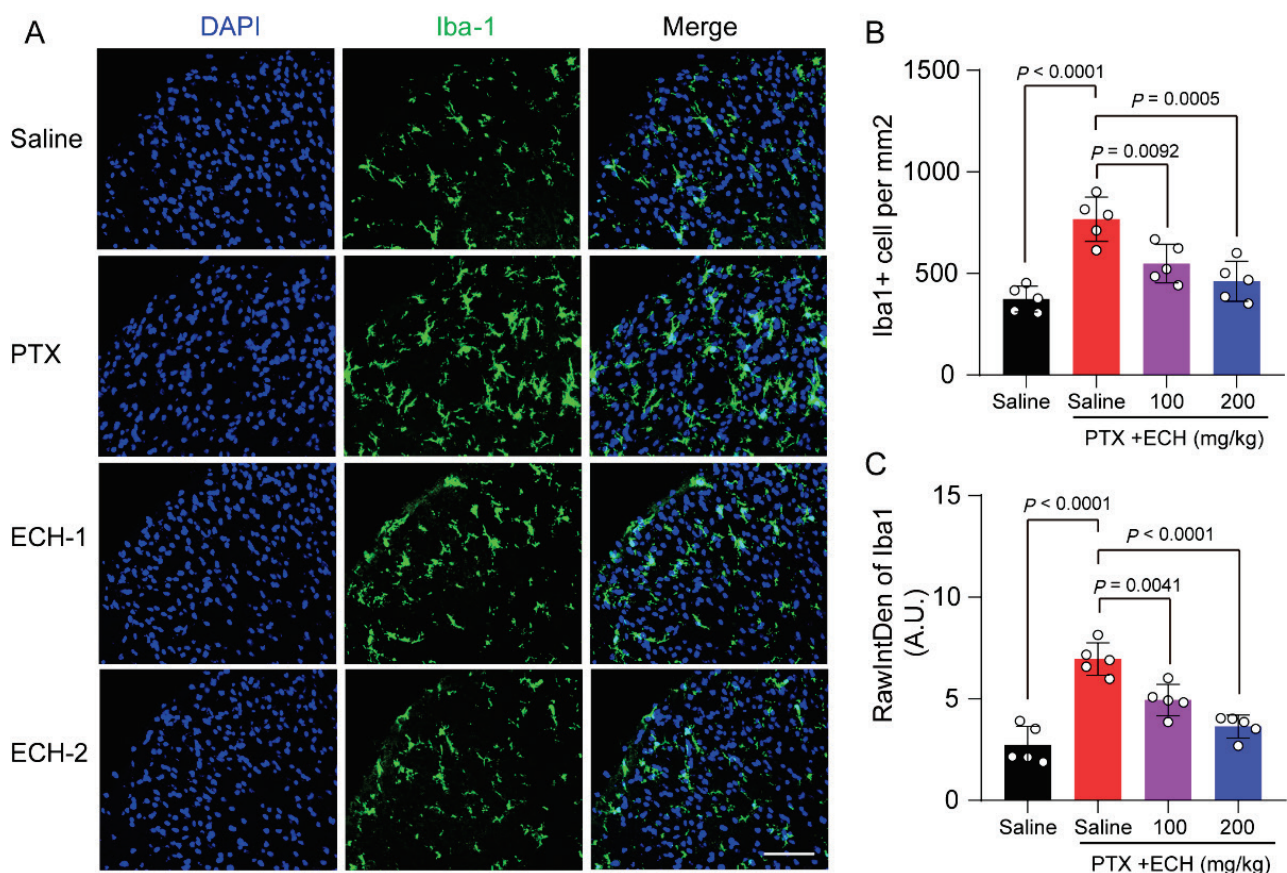 A
DAPI
Iba-1
Merge
Saline
PTX
ECH-1
ECH-2
B
Iba1+ cell per mm2
1500
1000
500
0
P < 0.0001
P = 0.0005
P = 0.0092
Saline
Saline
100
200
PTX +ECH (mg/kg)
C
RawIntDen of Iba1
(A.U.)
15
10
5
0
P < 0.0001
P < 0.0001
P = 0.0041
Saline
Saline
100
200
PTX +ECH (mg/kg)